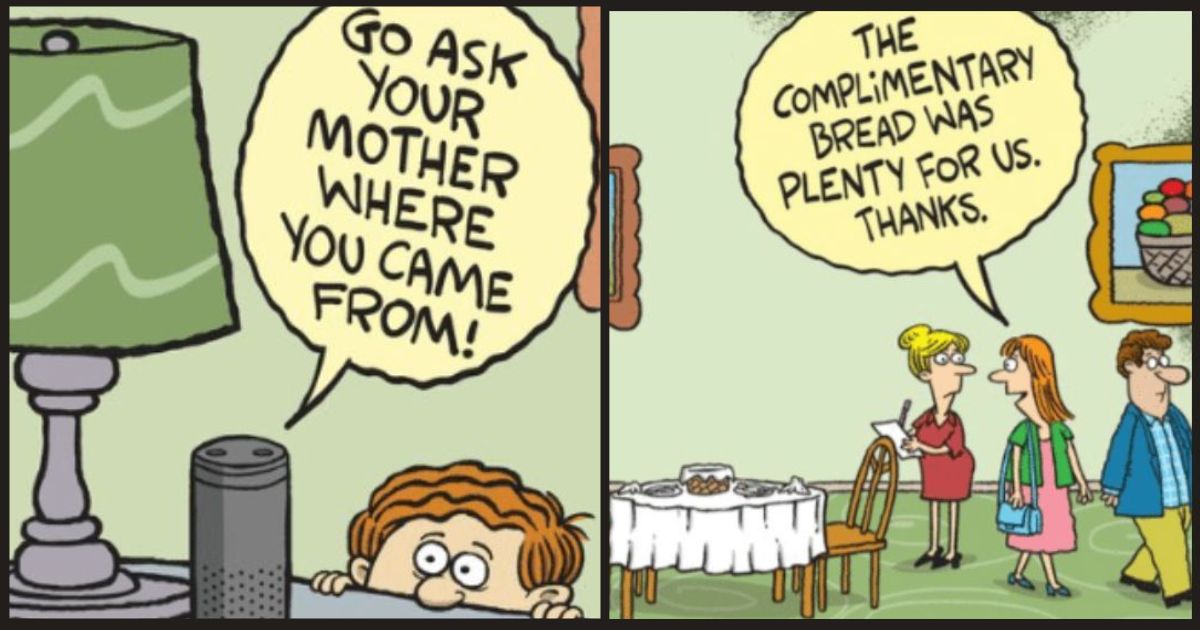 GO ASK
YOUR
MOTHER
WHERE
YOU CAME
FROM!
THE
COMPLiMENTARY
BREAD WAS
PLENTY FOR US.
THANKS.